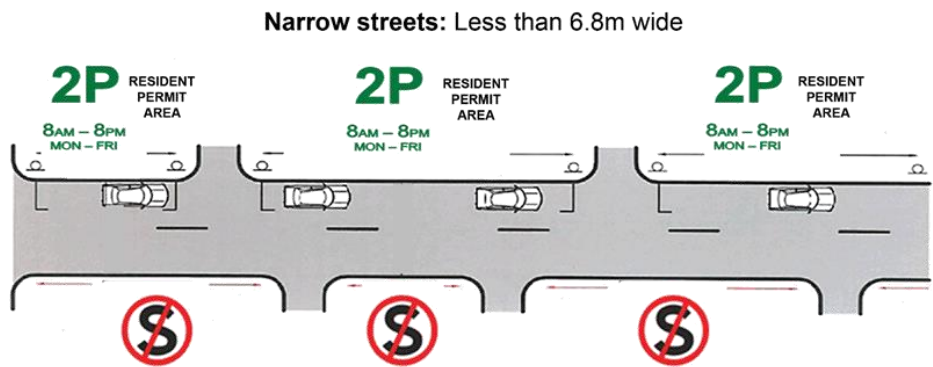 Narrow streets: Less than 6.8m wide
2P RESIDENT
PERMIT
AREA
8AM – 8PM
MON – FRI
2P RESIDENT
PERMIT
AREA
8AM – 8PM
MON – FRI
2P RESIDENT
PERMIT
AREA
8AM – 8PM
MON – FRI
S
S
S